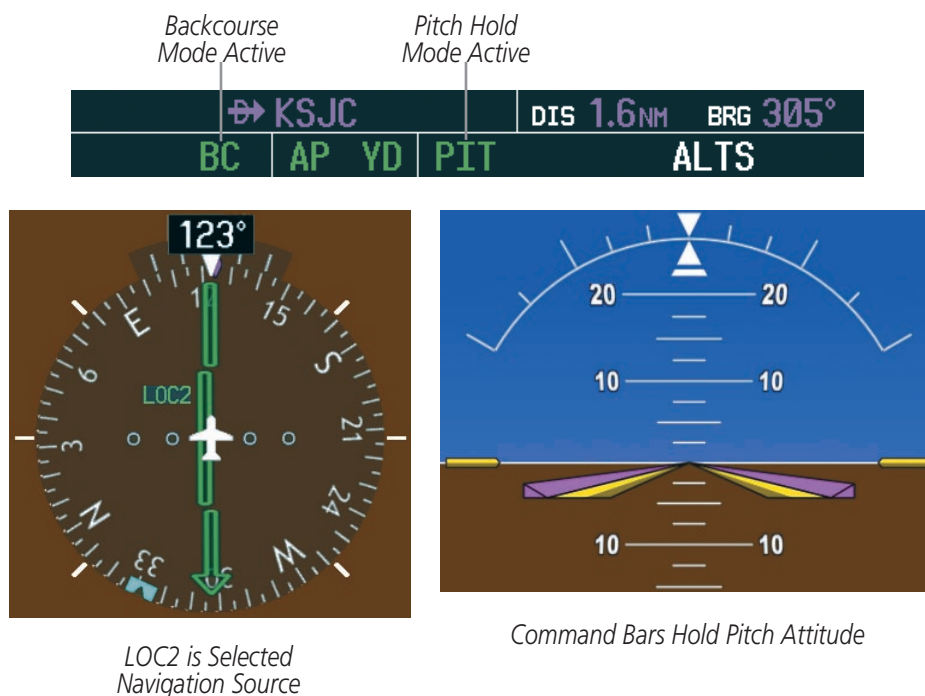 Backcourse
Mode Active
Pitch Hold
Mode Active
D KSJC
DIS 1.6NM BRG 305°
BC AP YD PIT ALTS
123°
12
15
E
S
6
LOC2
21
3
24
N
W
33
20 20
10 10
10 10
Command Bars Hold Pitch Attitude
LOC2 is Selected
Navigation Source